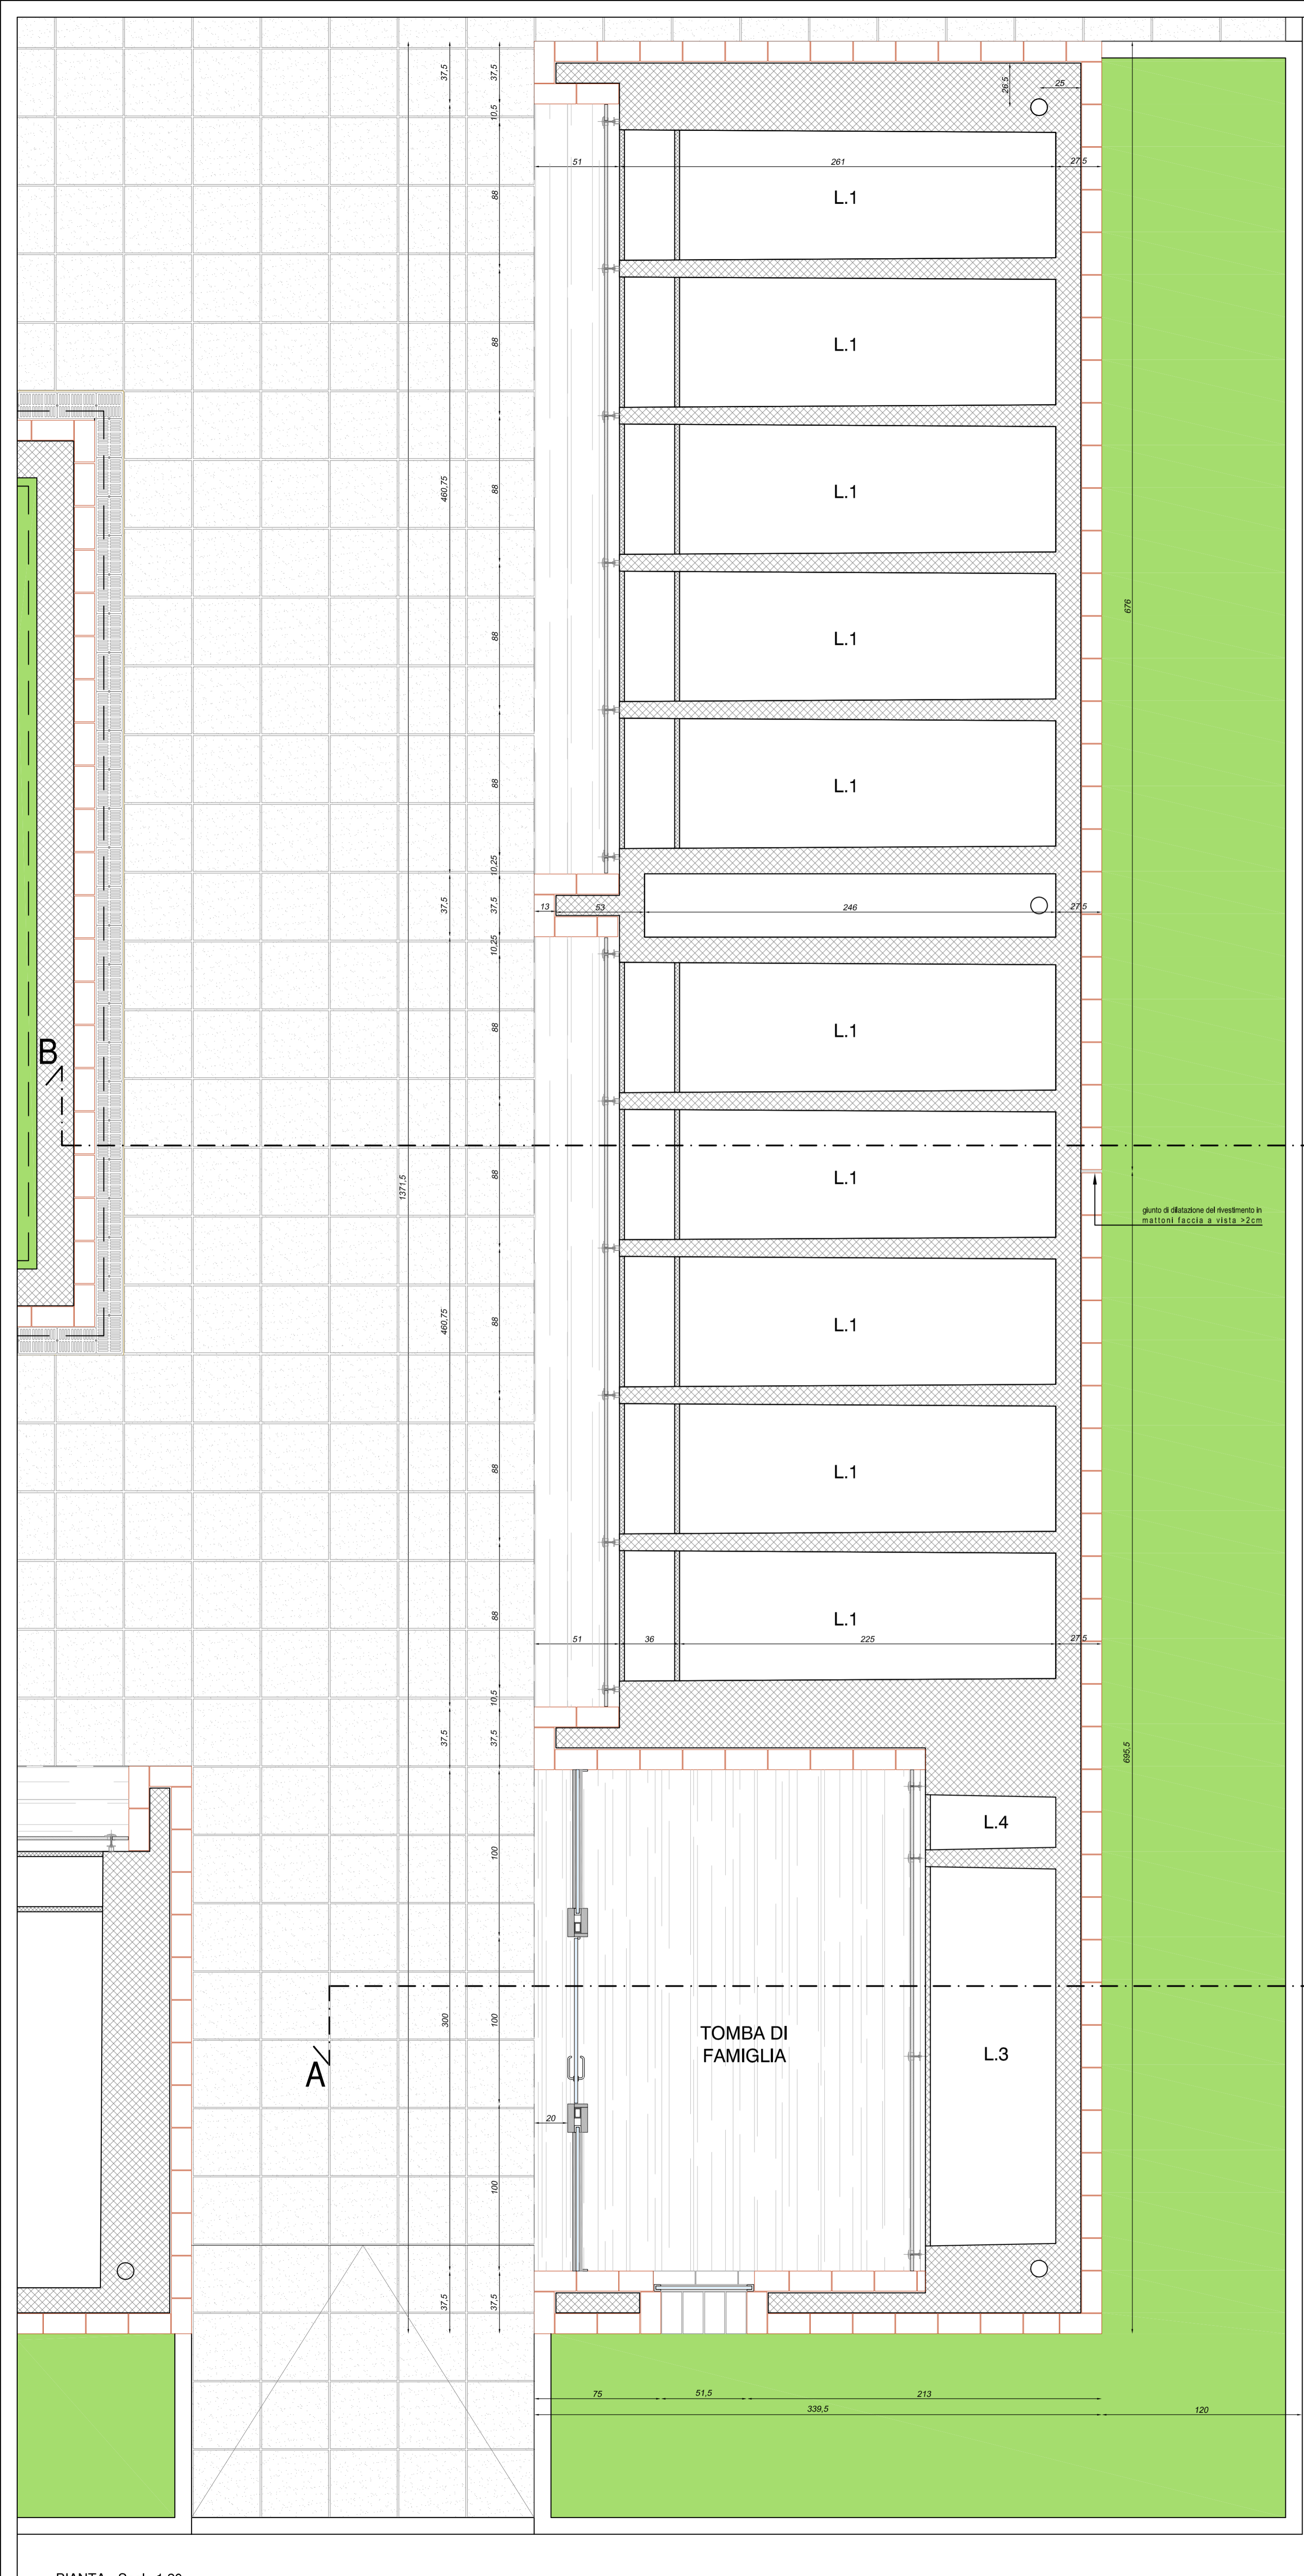 37,5
37,5
26,5
25
10,5
51
261
27,5
L.1
88
L.1
88
L.1
88
460,75
L.1
88
676
L.1
88
10,25
37,5
37,5
13
53
246
27,5
10,25
L.1
88
B
L.1
88
1371,5
giunto di dilatazione del rivestimento in
mattoni faccia a vista >2cm
L.1
88
460,75
L.1
88
L.1
88
51
36
225
27,5
10,5
37,5
37,5
695,5
L.4
100
300
100
TOMBA DI
FAMIGLIA
L.3
A
20
100
37,5
37,5
75
51,5
213
339,5
120